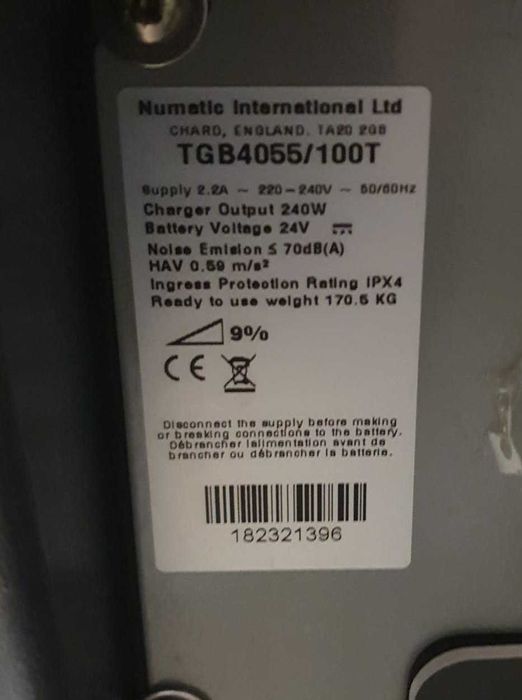 Numatic International Ltd
CHARD, ENGLAND. TA20 2GB
TGB4055/100T
Supply 2.2A ~ 220-240V ~ 50/60Hz
Charger Output 240W
Battery Voltage 24V
Noise Emision ≤ 70dB(A)
HAV 0.59 m/s²
Ingress Protection Rating IPX4
Ready to use weight 170.5 KG
9%
CE
Disconnect the supply before making
or breaking connections to the battery.
Débrancher lalimentation avant de
brancher ou débrancher la batterie.
182321396